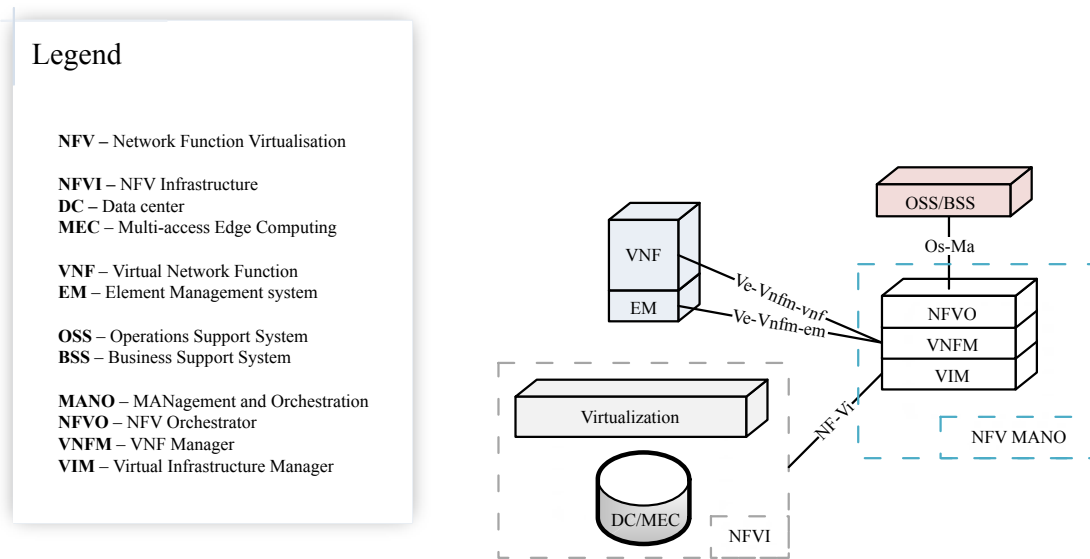 Legend
NFV – Network Function Virtualisation
NFVI – NFV Infrastructure
DC – Data center
MEC – Multi-access Edge Computing
VNF – Virtual Network Function
EM – Element Management system
OSS – Operations Support System
BSS – Business Support System
MANO – MANagement and Orchestration
NFVO – NFV Orchestrator
VNFM – VNF Manager
VIM – Virtual Infrastructure Manager
OSS/BSS
Os-Ma
VNF
EM
Ve-Vnfm-vnf
Ve-Vnfm-em
NFVO
VNFM
VIM
NFV MANO
NF-Vi
Virtualization
DC/MEC
NFVI